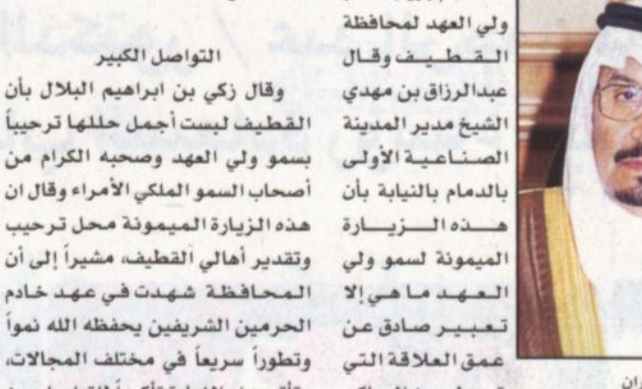 ولي العهد لمحافظة
القطيف وقال
عبدالرزاق بن مهدي
الشيخ مدير المدينة
الصناعية الأولى
بالدمام بالنيابة بأن
هذه الزيارة
الميمونة لسمو ولي
العهد ما هي إلا
تعبير صادق عن
عمق العلاقة التي
التواصل الكبير
وقال زكي بن ابراهيم البلال بأن
القطيف لبست أجمل حللها ترحيباً
بسمو ولي العهد وصحبه الكرام من
أصحاب السمو الملكي الأمراء وقال ان
هذه الزيارة الميمونة محل ترحيب
وتقدير أهالي القطيف، مشيراً إلى أن
المحافظة شهدت في عهد خادم
الحرمين الشريفين يحفظه الله نمواً
وتطوراً سريعاً في مختلف المجالات،